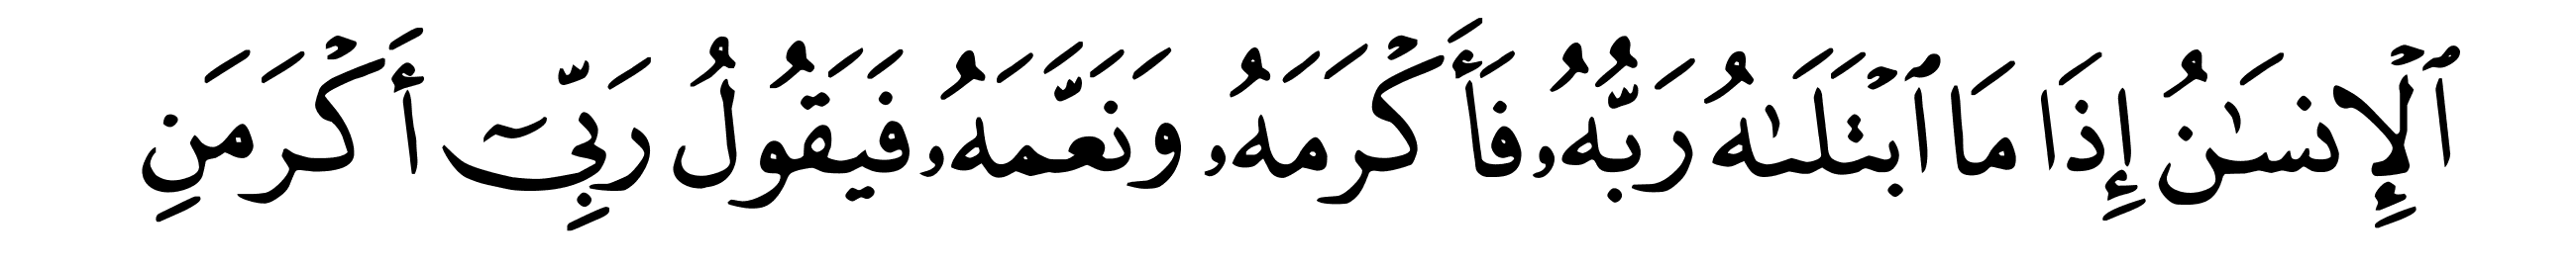 ٱلْإِنسَـٰنُ إِذَا مَا ٱبْتَلَـٰهُ رَبُّهُۥ فَأَكْرَمَهُۥ وَنَعَّمَهُۥ فَيَقُولُ رَبِّىٓ أَكْرَمَنِ